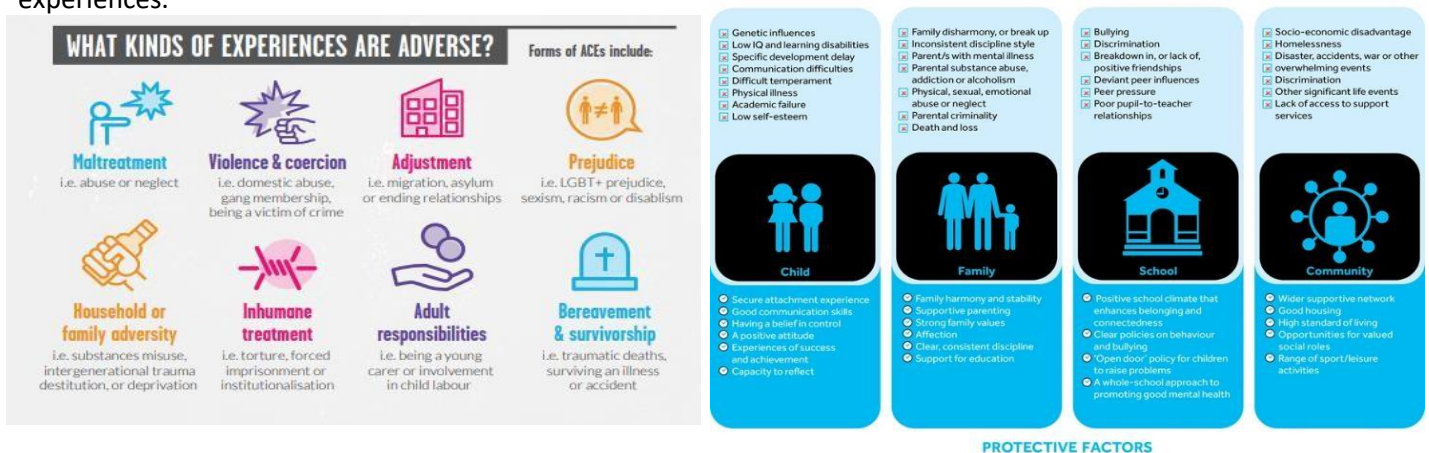 experiences.
WHAT KINDS OF EXPERIENCES ARE ADVERSE?
Forms of ACEs include:
Maltreatment
i.e. abuse or neglect
Violence & coercion
i.e. domestic abuse,
gang membership,
being a victim of crime
Adjustment
i.e. migration, asylum
or ending relationships
Prejudice
i.e. LGBT+ prejudice,
sexism, racism or disablism
Household or
family adversity
i.e. substances misuse,
intergenerational trauma
destitution, or deprivation
Inhumane
treatment
i.e. torture, forced
imprisonment or
institutionalisation
Adult
responsibilities
i.e. being a young
carer or involvement
in child labour
Bereavement
& survivorship
i.e. traumatic deaths,
surviving an illness
or accident
Genetic influences
Low IQ and learning disabilities
Specific development delay
Communication difficulties
Difficult temperament
Physical illness
Academic failure
Low self-esteem
Child
Secure attachment experience
Good communication skills
Having a belief in control
A positive attitude
Experiences of success
and achievement
Capacity to reflect
Family disharmony, or break up
Inconsistent discipline style
Parent/s with mental illness
Parental substance abuse,
addiction or alcoholism
Physical, sexual, emotional
abuse or neglect
Parental criminality
Death and loss
Family
Family harmony and stability
Supportive parenting
Strong family values
Affection
Clear, consistent discipline
Support for education
Bullying
Discrimination
Breakdown in, or lack of,
positive friendships
Deviant peer influences
Peer pressure
Poor pupil-to-teacher
relationships
School
Positive school climate that
enhances belonging and
connectedness
Clear policies on behaviour
and bullying
'Open door' policy for children
to raise problems
A whole-school approach to
promoting good mental health
Socio-economic disadvantage
Homelessness
Disaster, accidents, war or other
overwhelming events
Discrimination
Other significant life events
Lack of access to support
services
Community
Wider supportive network
Good housing
High standard of living
Opportunities for valued
social roles
Range of sport/leisure
activities
PROTECTIVE FACTORS